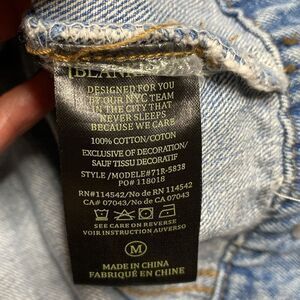 [BLANK
DESIGNED FOR YOU
BY OUR NYC TEAM
IN THE CITY THAT
NEVER SLEEPS
BECAUSE WE CARE
100% COTTON/COTON
EXCLUSIVE OF DECORATION/
SAUF TISSU DECORATIF
STYLE/MODELE#71R-5838
PO# 118018
RN#114542/No de RN 114542
CA# 07043/No de CA 07043
SEE CARE ON REVERSE
VOIR INSTRUCTION AUVERSO
M
MADE IN CHINA
FABRIQUÉ EN CHINE